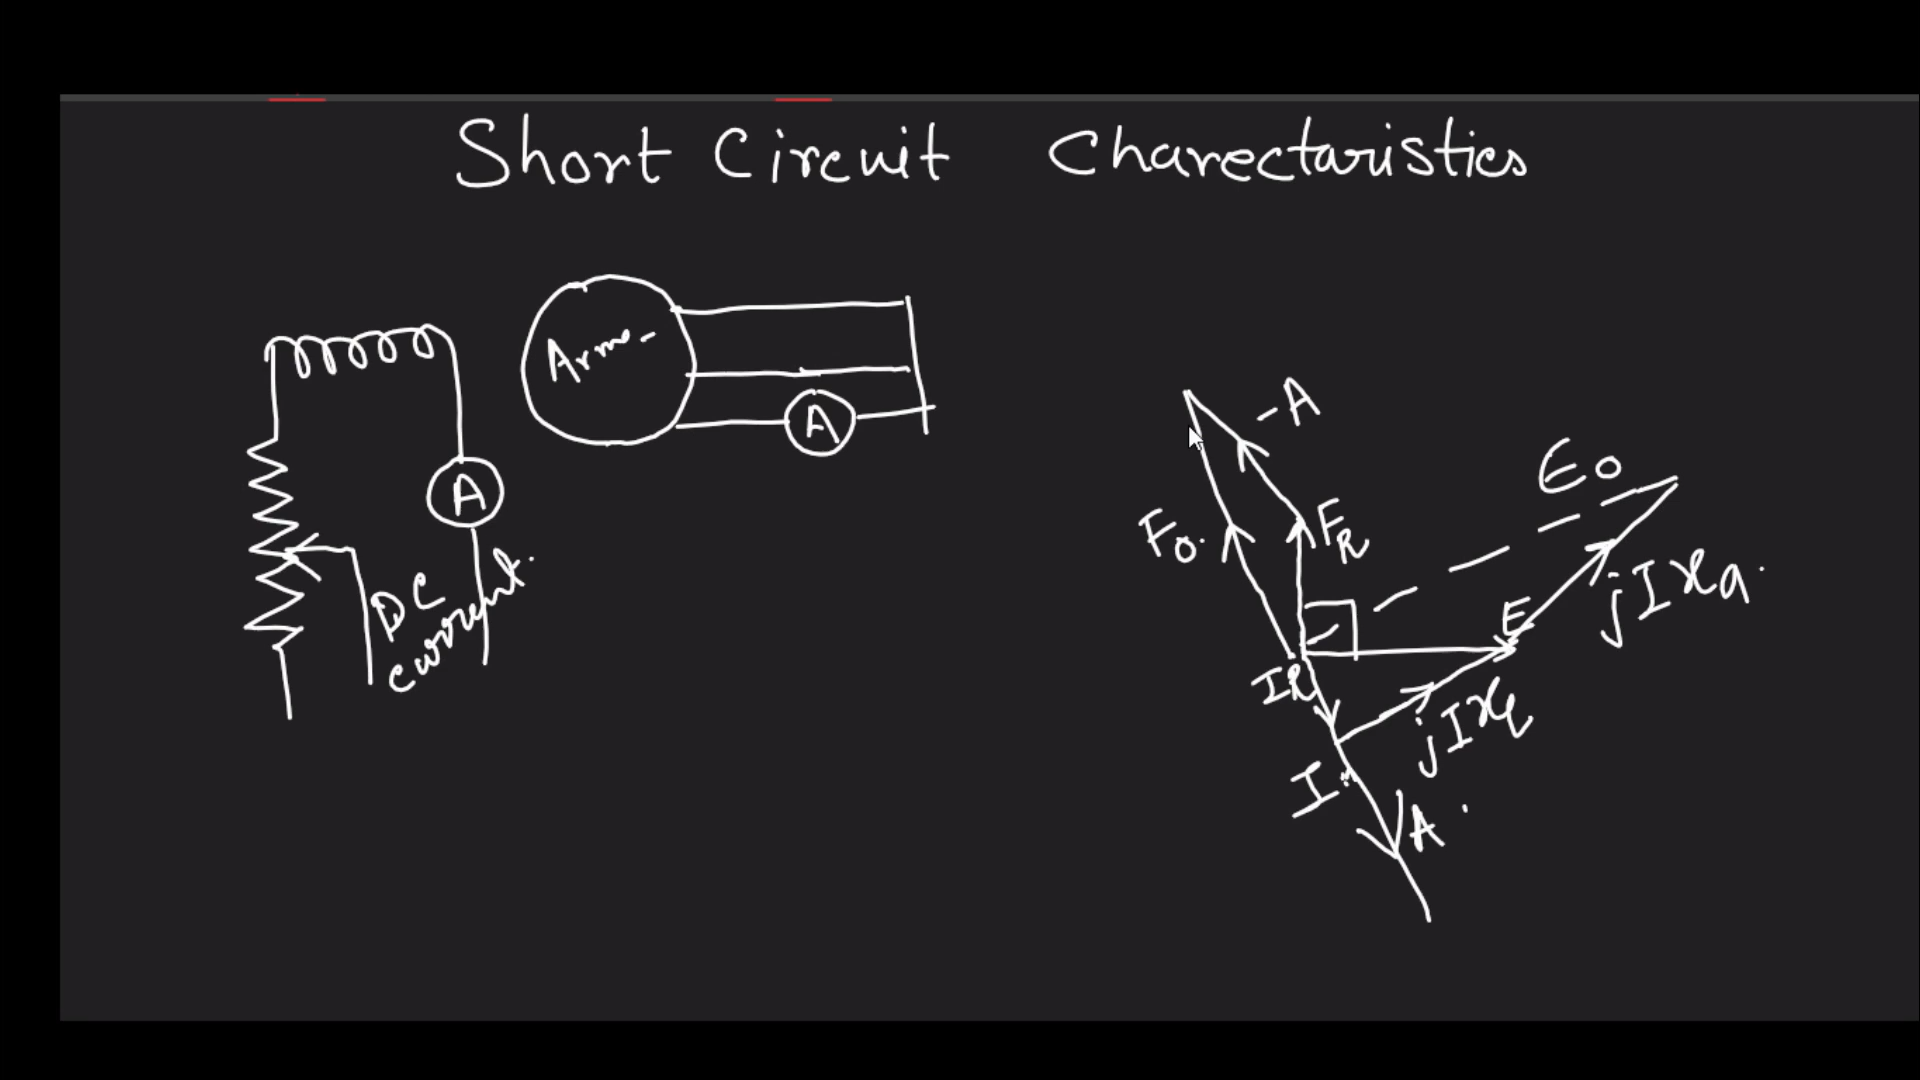 Short Circuit Charectaristics
Arme-
A
A
DC
current.
-A
Fo.
FR
Eo
jIxa.
E
IR
jIxl
I
A.